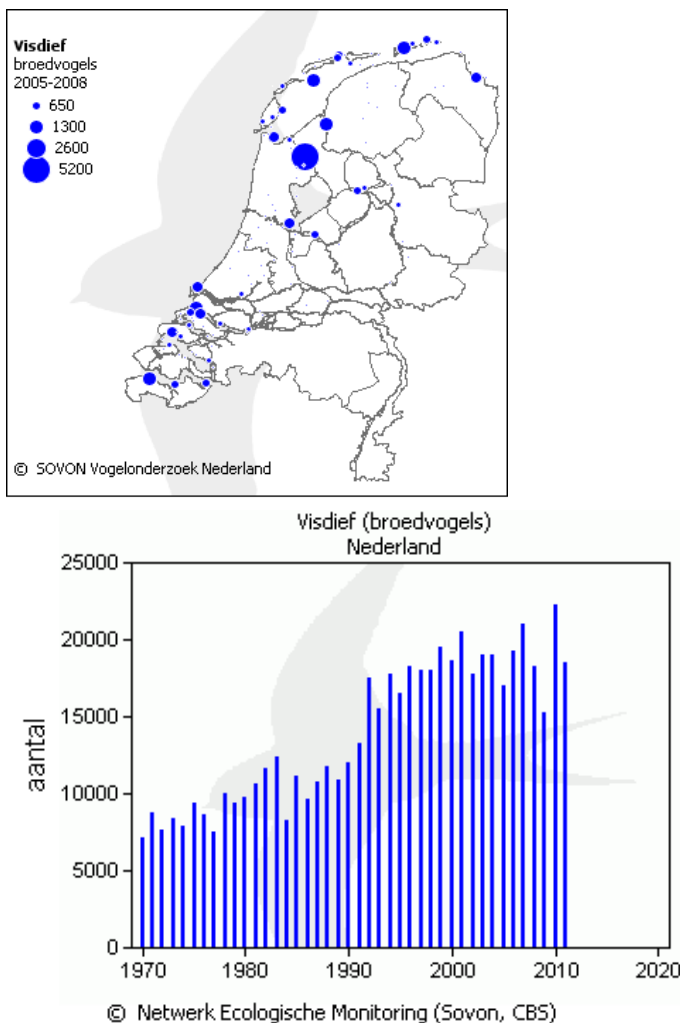 Visdief
broedvogels
2005-2008
650
1300
2600
5200
© SOVON Vogelonderzoek Nederland
Visdief (broedvogels)
Nederland
25000
20000
15000
10000
5000
0
aantal
1970 1980 1990 2000 2010 2020
© Netwerk Ecologische Monitoring (Sovon, CBS)